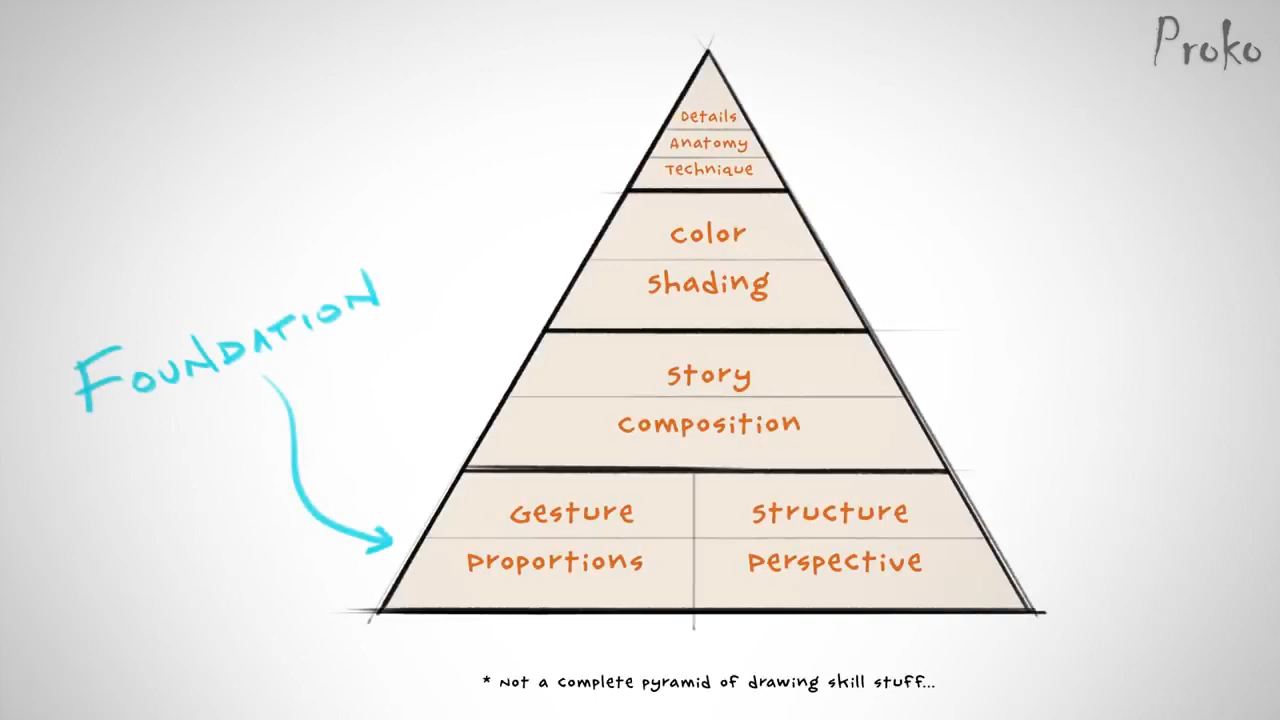 Proko
Details
Anatomy
Technique
Color
Shading
Story
Composition
FOUNDATION
Gesture
Structure
Proportions
Perspective
* Not a complete pyramid of drawing skill stuff...